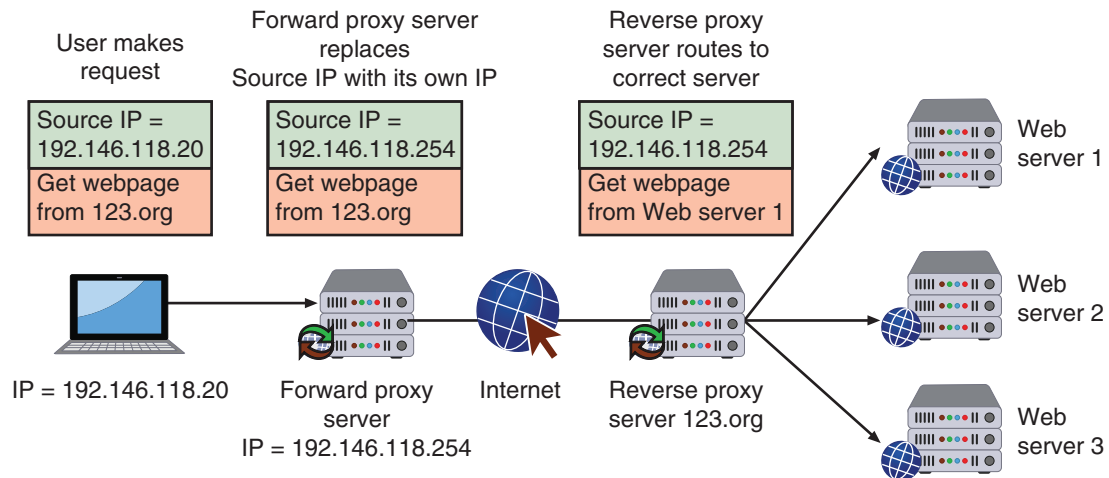 User makes
request
Forward proxy server
replaces
Source IP with its own IP
Reverse proxy
server routes to
correct server
Source IP =
192.146.118.20
Get webpage
from 123.org
Source IP =
192.146.118.254
Get webpage
from 123.org
Source IP =
192.146.118.254
Get webpage
from Web server 1
Web
server 1
Web
server 2
Web
server 3
IP = 192.146.118.20
Forward proxy
server
IP = 192.146.118.254
Internet
Reverse proxy
server 123.org